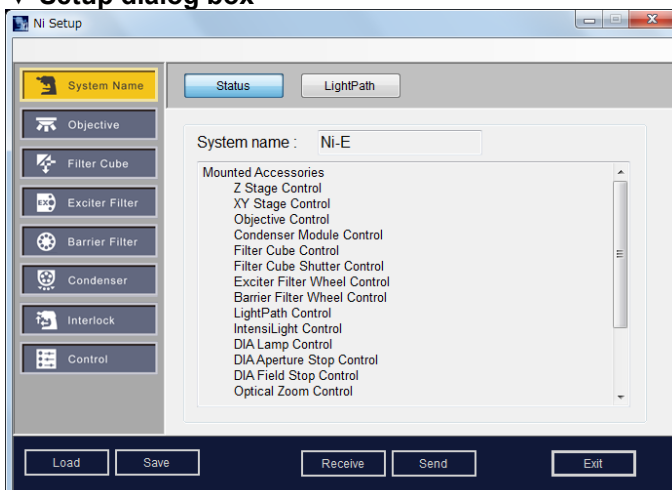 ▼ Setup dialog box
Ni Setup
System Name
Objective
Filter Cube
Exciter Filter
Barrier Filter
Condenser
Interlock
Control
Status
LightPath
System name : Ni-E
Mounted Accessories
Z Stage Control
XY Stage Control
Objective Control
Condenser Module Control
Filter Cube Control
Filter Cube Shutter Control
Exciter Filter Wheel Control
Barrier Filter Wheel Control
LightPath Control
IntensiLight Control
DIA Lamp Control
DIA Aperture Stop Control
DIA Field Stop Control
Optical Zoom Control
Load
Save
Receive
Send
Exit